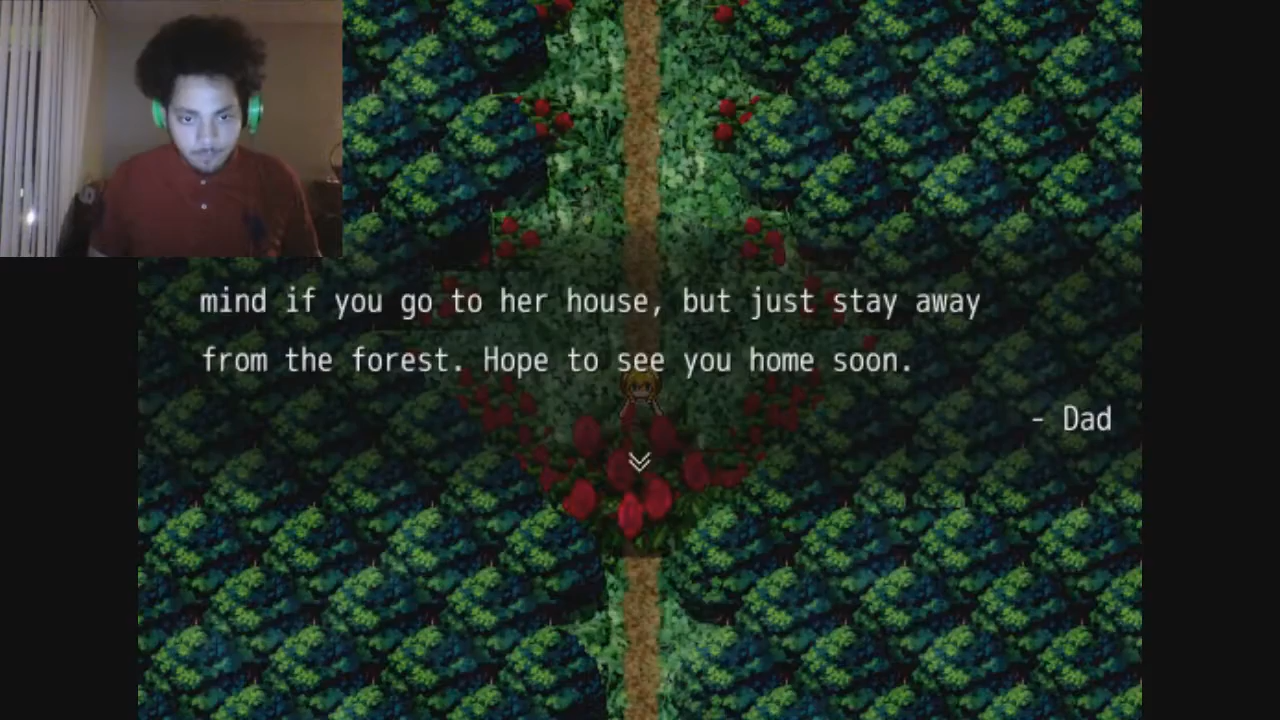 mind if you go to her house, but just stay away
from the forest. Hope to see you home soon.
- Dad